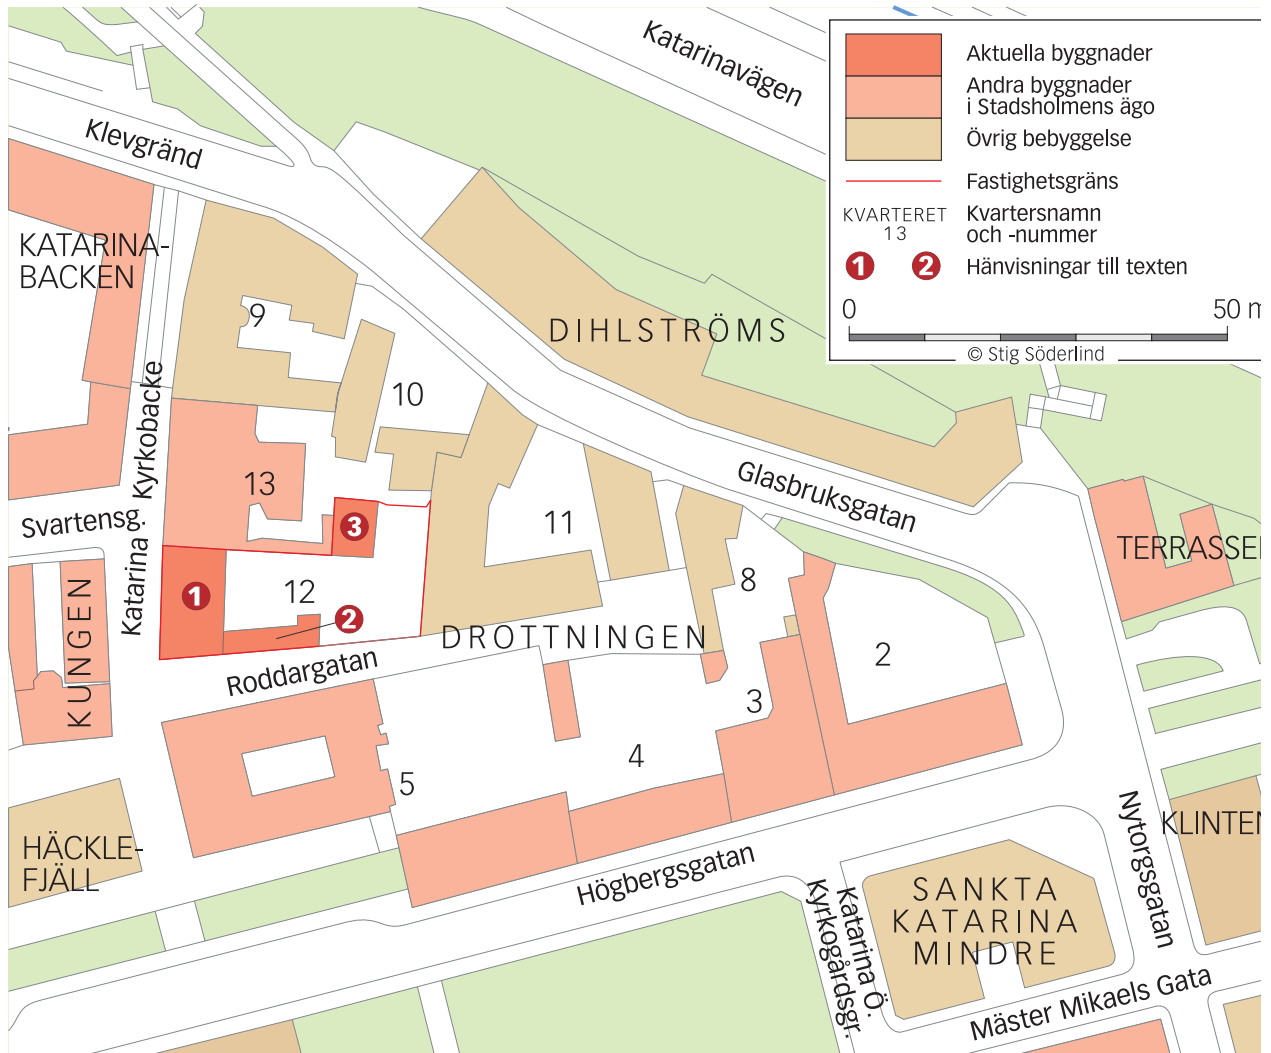 Katarinavägen
Aktuella byggnader
Andra byggnader
i Stadsholmens ägo
Övrig bebyggelse
Fastighetsgräns
KVARTERET
13
Kvartersnamn
och -nummer
1 2
Hänvisningar till texten
0 50 m
© Stig Söderlind
Klevgränd
KATARINA-
BACKEN
9
DIHLSTRÖMS
10
Katarina Kyrkobacke
13
Glasbruksgatan
Svartensg.
11
3
TERRASSEN
8
1
12
2
KUNGEN
DROTTNINGEN
2
Roddargatan
3
4
5
Nytorgsgatan
KLINTEN
HÄCKLE-
FJÄLL
Högbergsgatan
Katarina Ö.
Kyrkogårdsgr.
SANKTA
KATARINA
MINDRE
Mäster Mikaels Gata